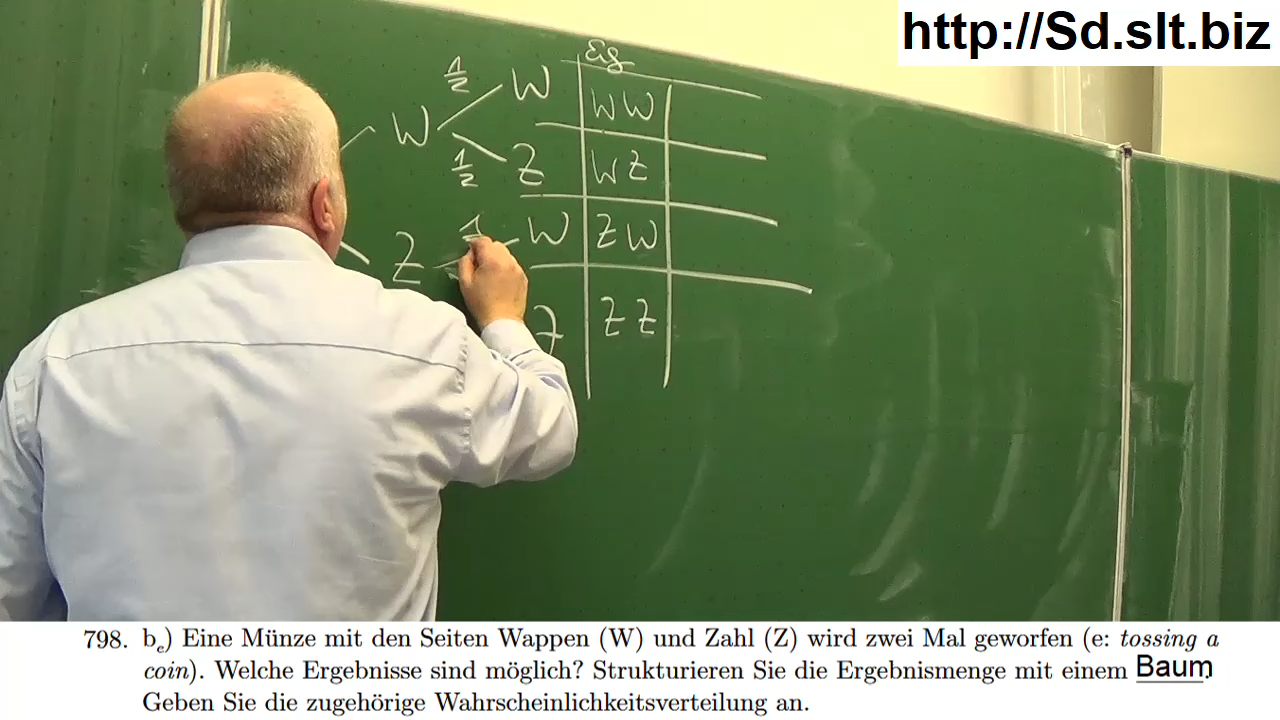 http://Sd.slt.biz
Eg
1/2 W WW
W
1/2 Z WZ
W ZW
Z
Z ZZ
798. b꜀) Eine Münze mit den Seiten Wappen (W) und Zahl (Z) wird zwei Mal geworfen (e: tossing a
coin). Welche Ergebnisse sind möglich? Strukturieren Sie die Ergebnismenge mit einem Baum.
Geben Sie die zugehörige Wahrscheinlichkeitsverteilung an.